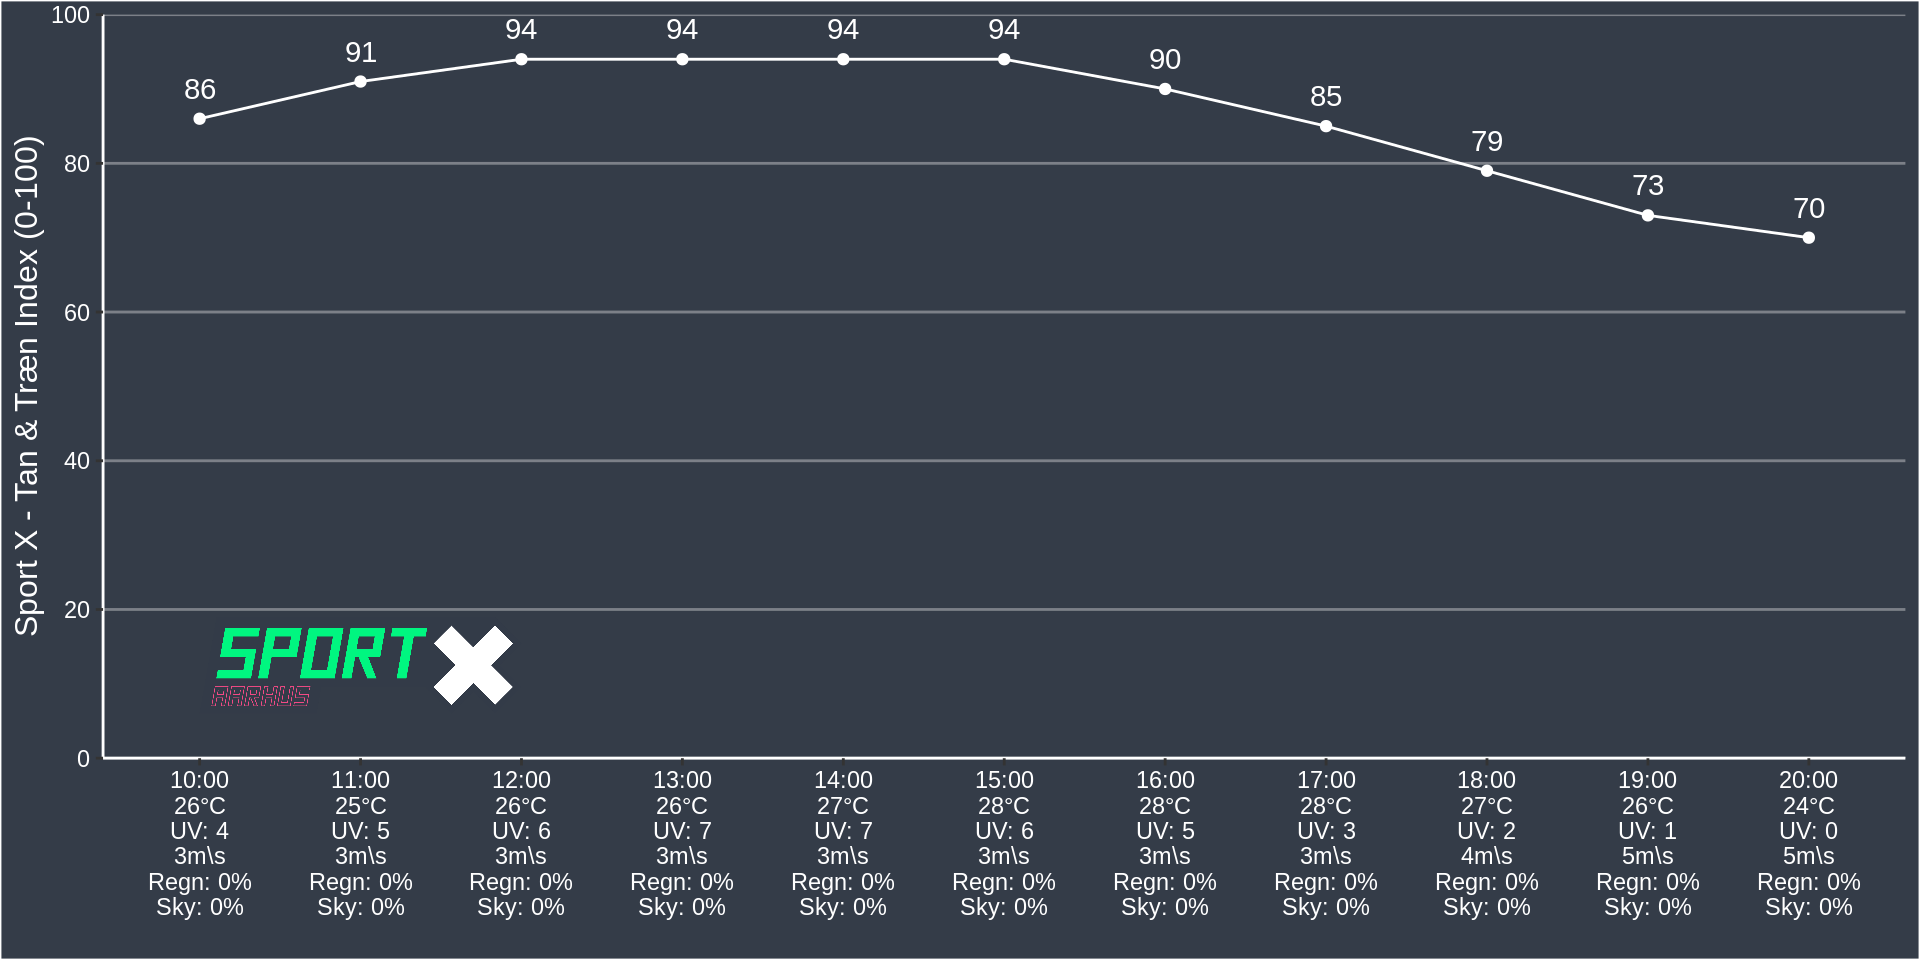 Sport X - Tan & Træn Index (0-100)
100
80
60
40
20
0
86
91
94
94
94
94
90
85
79
73
70
SPORT X
AARHUS
10:00
26°C
UV: 4
3m\s
Regn: 0%
Sky: 0%
11:00
25°C
UV: 5
3m\s
Regn: 0%
Sky: 0%
12:00
26°C
UV: 6
3m\s
Regn: 0%
Sky: 0%
13:00
26°C
UV: 7
3m\s
Regn: 0%
Sky: 0%
14:00
27°C
UV: 7
3m\s
Regn: 0%
Sky: 0%
15:00
28°C
UV: 6
3m\s
Regn: 0%
Sky: 0%
16:00
28°C
UV: 5
3m\s
Regn: 0%
Sky: 0%
17:00
28°C
UV: 3
3m\s
Regn: 0%
Sky: 0%
18:00
27°C
UV: 2
4m\s
Regn: 0%
Sky: 0%
19:00
26°C
UV: 1
5m\s
Regn: 0%
Sky: 0%
20:00
24°C
UV: 0
5m\s
Regn: 0%
Sky: 0%